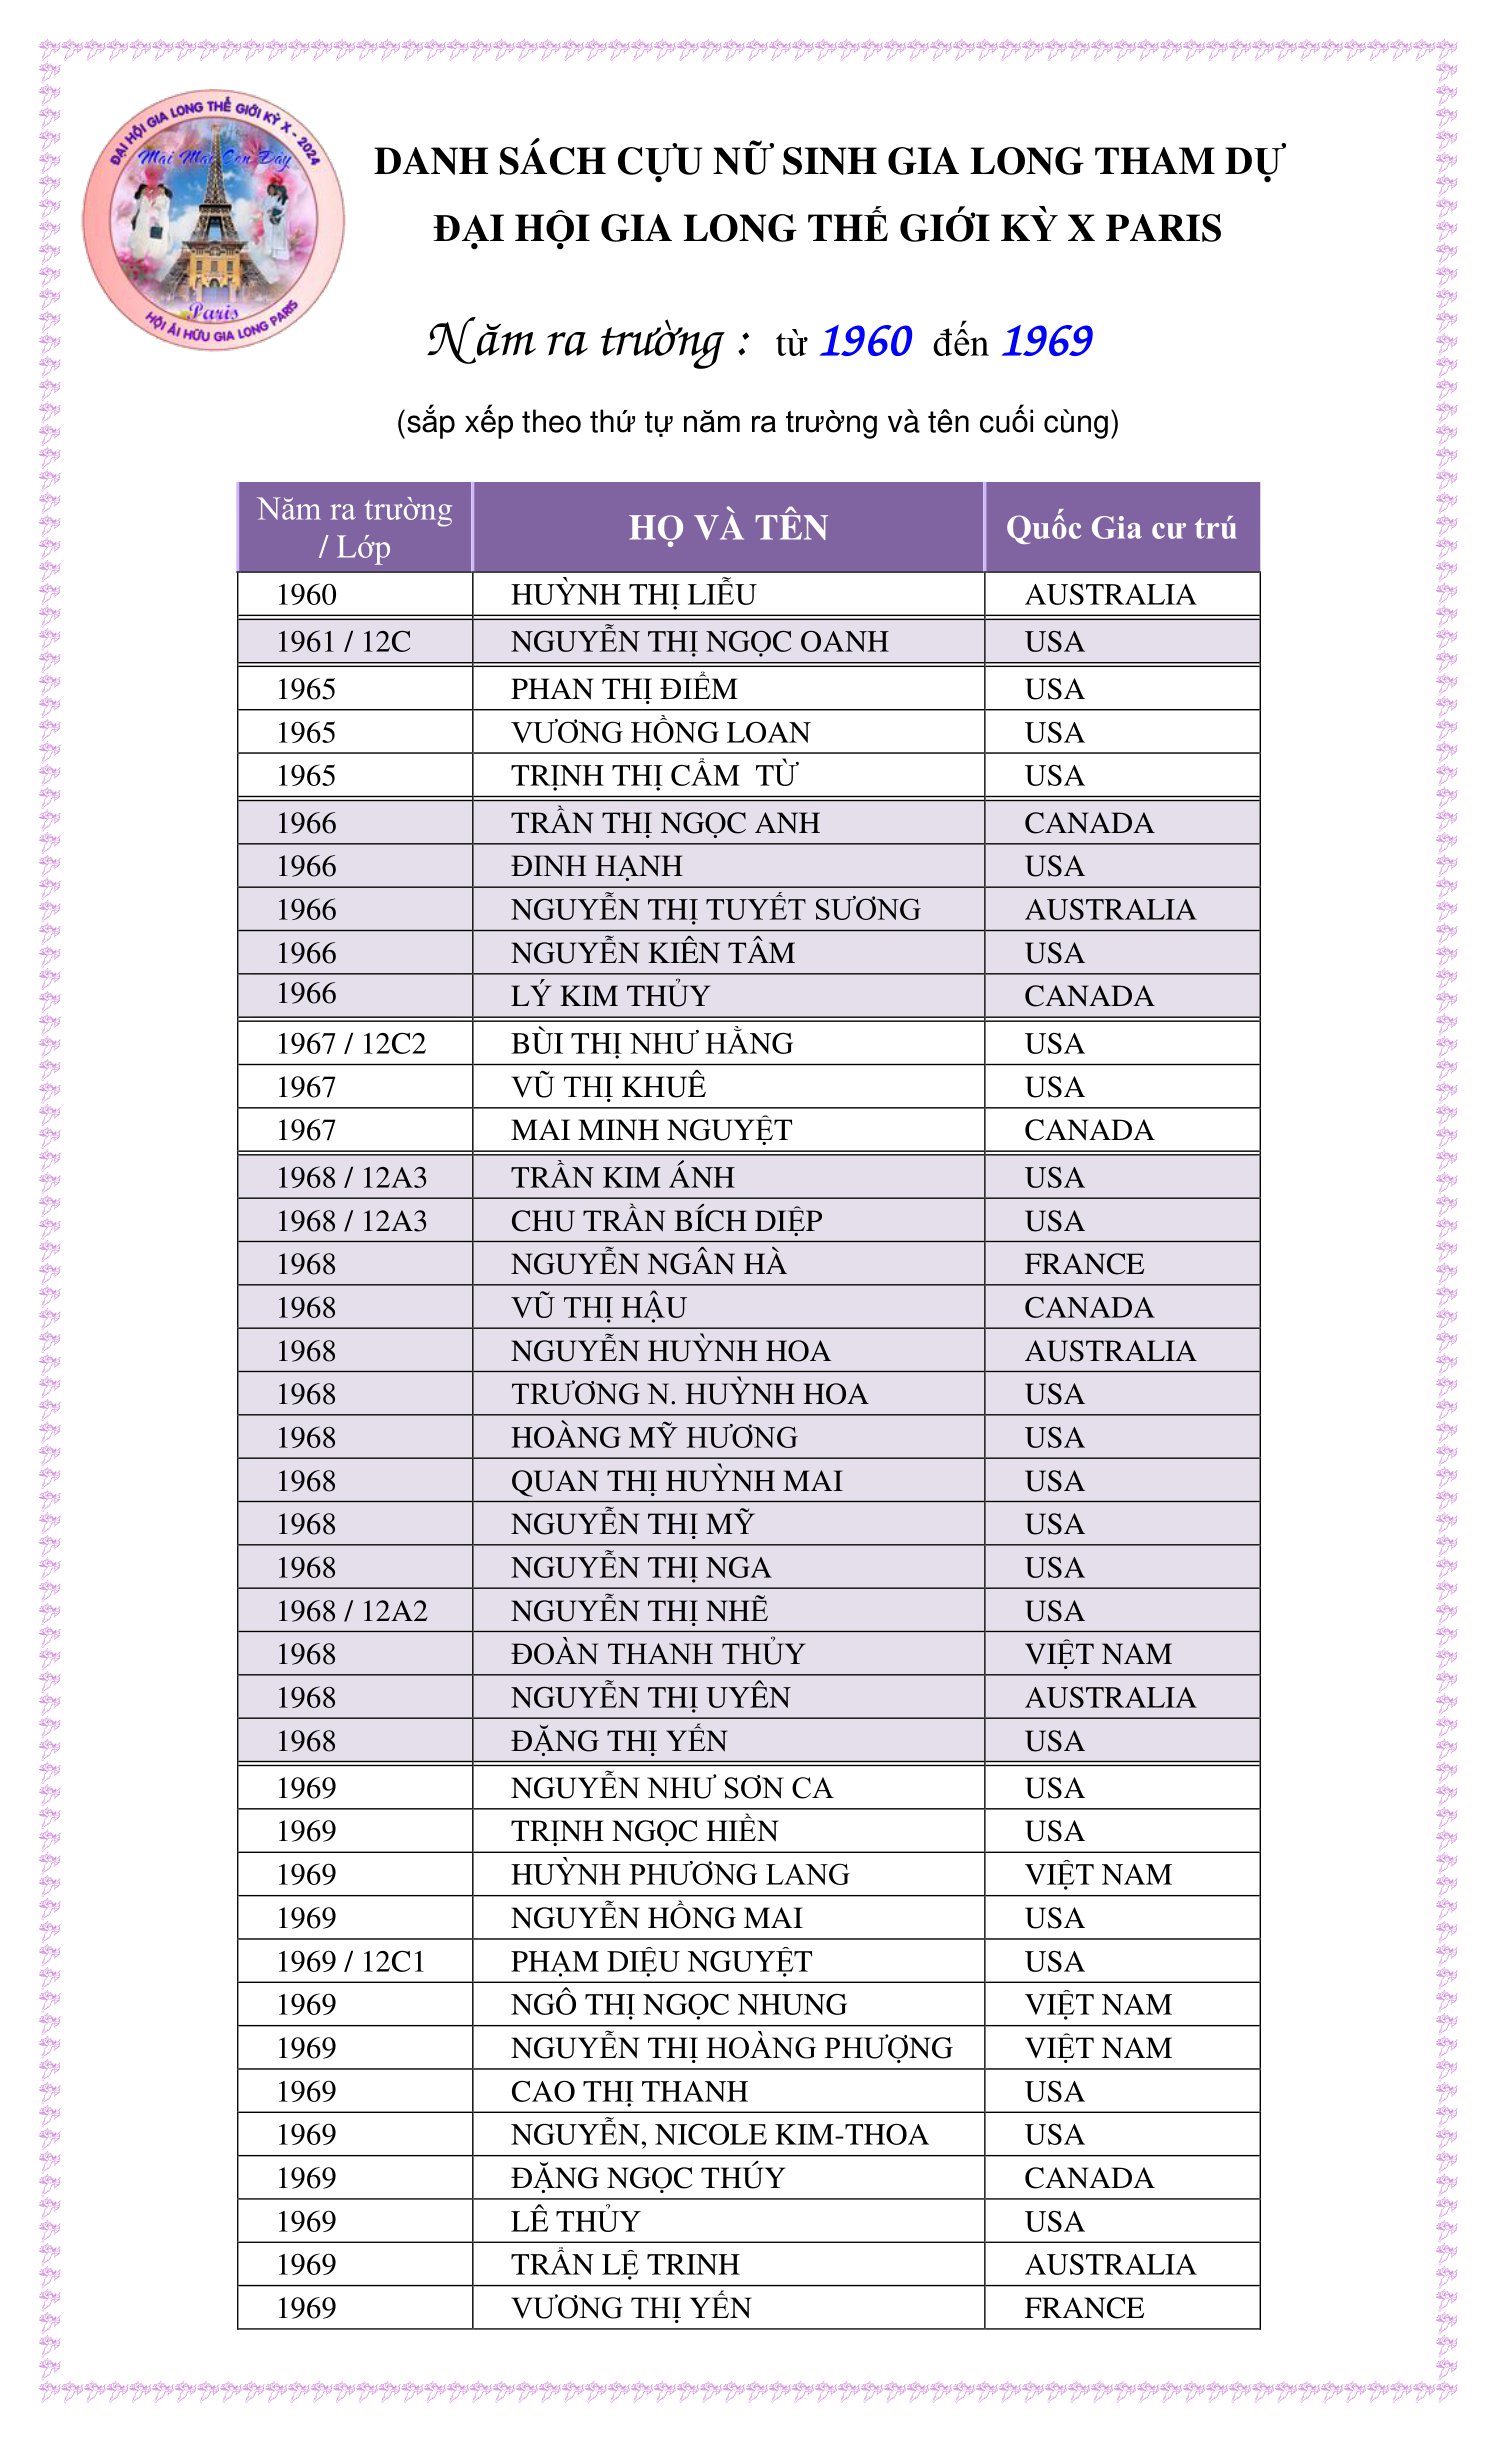 ĐẠI HỘI GIA LONG THẾ GIỚI KỲ X - 2024
Mãi Mãi Còn Đây
Paris
HỘI ÁI HỮU GIA LONG PARIS
DANH SÁCH CỰU NỮ SINH GIA LONG THAM DỰ
ĐẠI HỘI GIA LONG THẾ GIỚI KỲ X PARIS
Năm ra trường : từ 1960 đến 1969
(sắp xếp theo thứ tự năm ra trường và tên cuối cùng)
Năm ra trường / Lớp HỌ VÀ TÊN Quốc Gia cư trú
1960 HUỲNH THỊ LIỄU AUSTRALIA
1961 / 12C NGUYỄN THỊ NGỌC OANH USA
1965 PHAN THỊ ĐIỂM USA
1965 VƯƠNG HỒNG LOAN USA
1965 TRỊNH THỊ CẨM TỪ USA
1966 TRẦN THỊ NGỌC ANH CANADA
1966 ĐINH HẠNH USA
1966 NGUYỄN THỊ TUYẾT SƯƠNG AUSTRALIA
1966 NGUYỄN KIÊN TÂM USA
1966 LÝ KIM THỦY CANADA
1967 / 12C2 BÙI THỊ NHƯ HẰNG USA
1967 VŨ THỊ KHUÊ USA
1967 MAI MINH NGUYỆT CANADA
1968 / 12A3 TRẦN KIM ÁNH USA
1968 / 12A3 CHU TRẦN BÍCH DIỆP USA
1968 NGUYỄN NGÂN HÀ FRANCE
1968 VŨ THỊ HẬU CANADA
1968 NGUYỄN HUỲNH HOA AUSTRALIA
1968 TRƯƠNG N. HUỲNH HOA USA
1968 HOÀNG MỸ HƯƠNG USA
1968 QUAN THỊ HUỲNH MAI USA
1968 NGUYỄN THỊ MỸ USA
1968 NGUYỄN THỊ NGA USA
1968 / 12A2 NGUYỄN THỊ NHẼ USA
1968 ĐOÀN THANH THỦY VIỆT NAM
1968 NGUYỄN THỊ UYÊN AUSTRALIA
1968 ĐẶNG THỊ YẾN USA
1969 NGUYỄN NHƯ SƠN CA USA
1969 TRỊNH NGỌC HIỀN USA
1969 HUỲNH PHƯƠNG LANG VIỆT NAM
1969 NGUYỄN HỒNG MAI USA
1969 / 12C1 PHẠM DIỆU NGUYỆT USA
1969 NGÔ THỊ NGỌC NHUNG VIỆT NAM
1969 NGUYỄN THỊ HOÀNG PHƯỢNG VIỆT NAM
1969 CAO THỊ THANH USA
1969 NGUYỄN, NICOLE KIM-THOA USA
1969 ĐẶNG NGỌC THÚY CANADA
1969 LÊ THỦY USA
1969 TRẨN LỆ TRINH AUSTRALIA
1969 VƯƠNG THỊ YẾN FRANCE